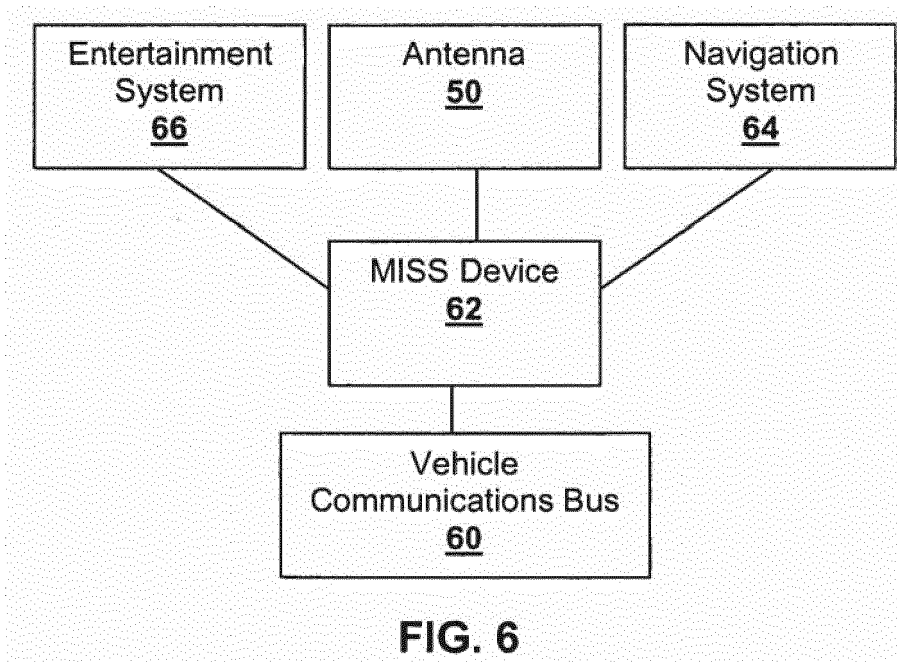 Entertainment
System
66
Antenna
50
Navigation
System
64
MISS Device
62
Vehicle
Communications Bus
60
FIG. 6